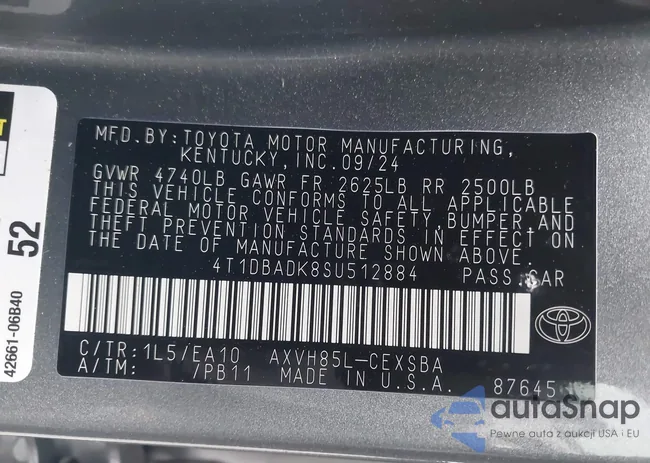 MFD.BY:TOYOTA MOTOR MANUFACTURING,
KENTUCKY, INC.09/24
GVWR 4740LB GAWR FR 2625LB RR 2500LB
THIS VEHICLE CONFORMS TO ALL APPLICABLE
FEDERAL MOTOR VEHICLE SAFETY, BUMPER, AND
THEFT PREVENTION STANDARDS IN EFFECT ON
THE DATE OF MANUFACTURE SHOWN ABOVE.
4T1DBADK8SU512884 PASS.CAR
C/TR:1L5/EA10 AXVH85L-CEXSBA
A/TM: /PB11 MADE IN U.S.A. 87645
52
42661-06B40
autaSnap
Pewne auta z aukcji USA i EU